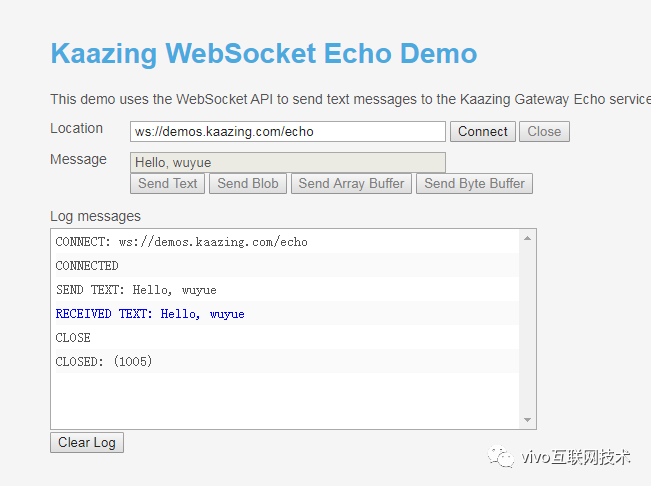 Kaazing WebSocket Echo Demo
This demo uses the WebSocket API to send text messages to the Kaazing Gateway Echo service
Location ws://demos.kaazing.com/echo Connect Close
Message Hello, wuyue
Send Text Send Blob Send Array Buffer Send Byte Buffer
Log messages
CONNECT: ws://demos.kaazing.com/echo
CONNECTED
SEND TEXT: Hello, wuyue
RECEIVED TEXT: Hello, wuyue
CLOSE
CLOSED: (1005)
Clear Log
vivo互联网技术